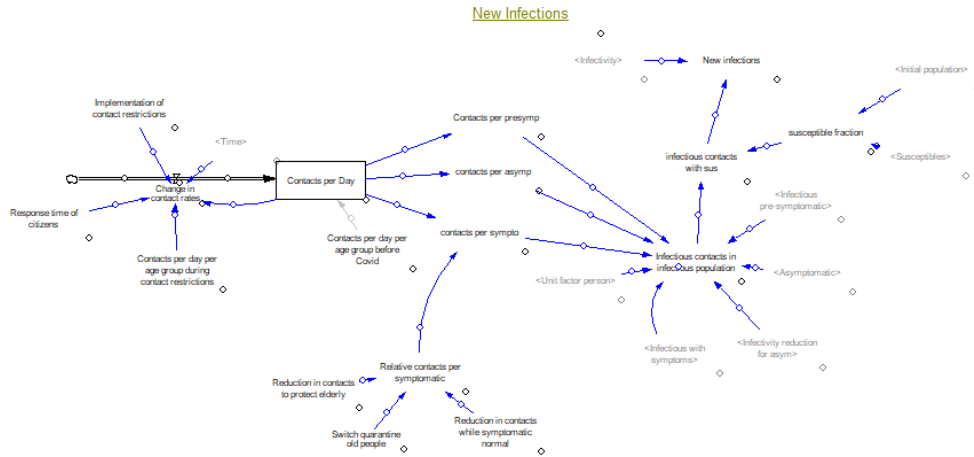 New Infections
<Infectivity>
New infections
<Initial population>
Implementation of
contact restrictions
<Time>
Contacts per presymp
susceptible fraction
<Susceptibles>
infectious contacts
with sus
contacts per asymp
Contacts per Day
Change in
contact rates
Response time of
citizens
<Infectious
pre-symptomatic>
contacts per sympto
Contacts per day per
age group before
Covid
Contacts per day per
age group during
contact restrictions
Infectious contacts in
infectious population
<Unit factor person>
<Asymptomatic>
<Infectious with
symptoms>
<Infectivity reduction
for asym>
Relative contacts per
symptomatic
Reduction in contacts
to protect elderly
Switch quarantine
old people
Reduction in contacts
while symptomatic
normal